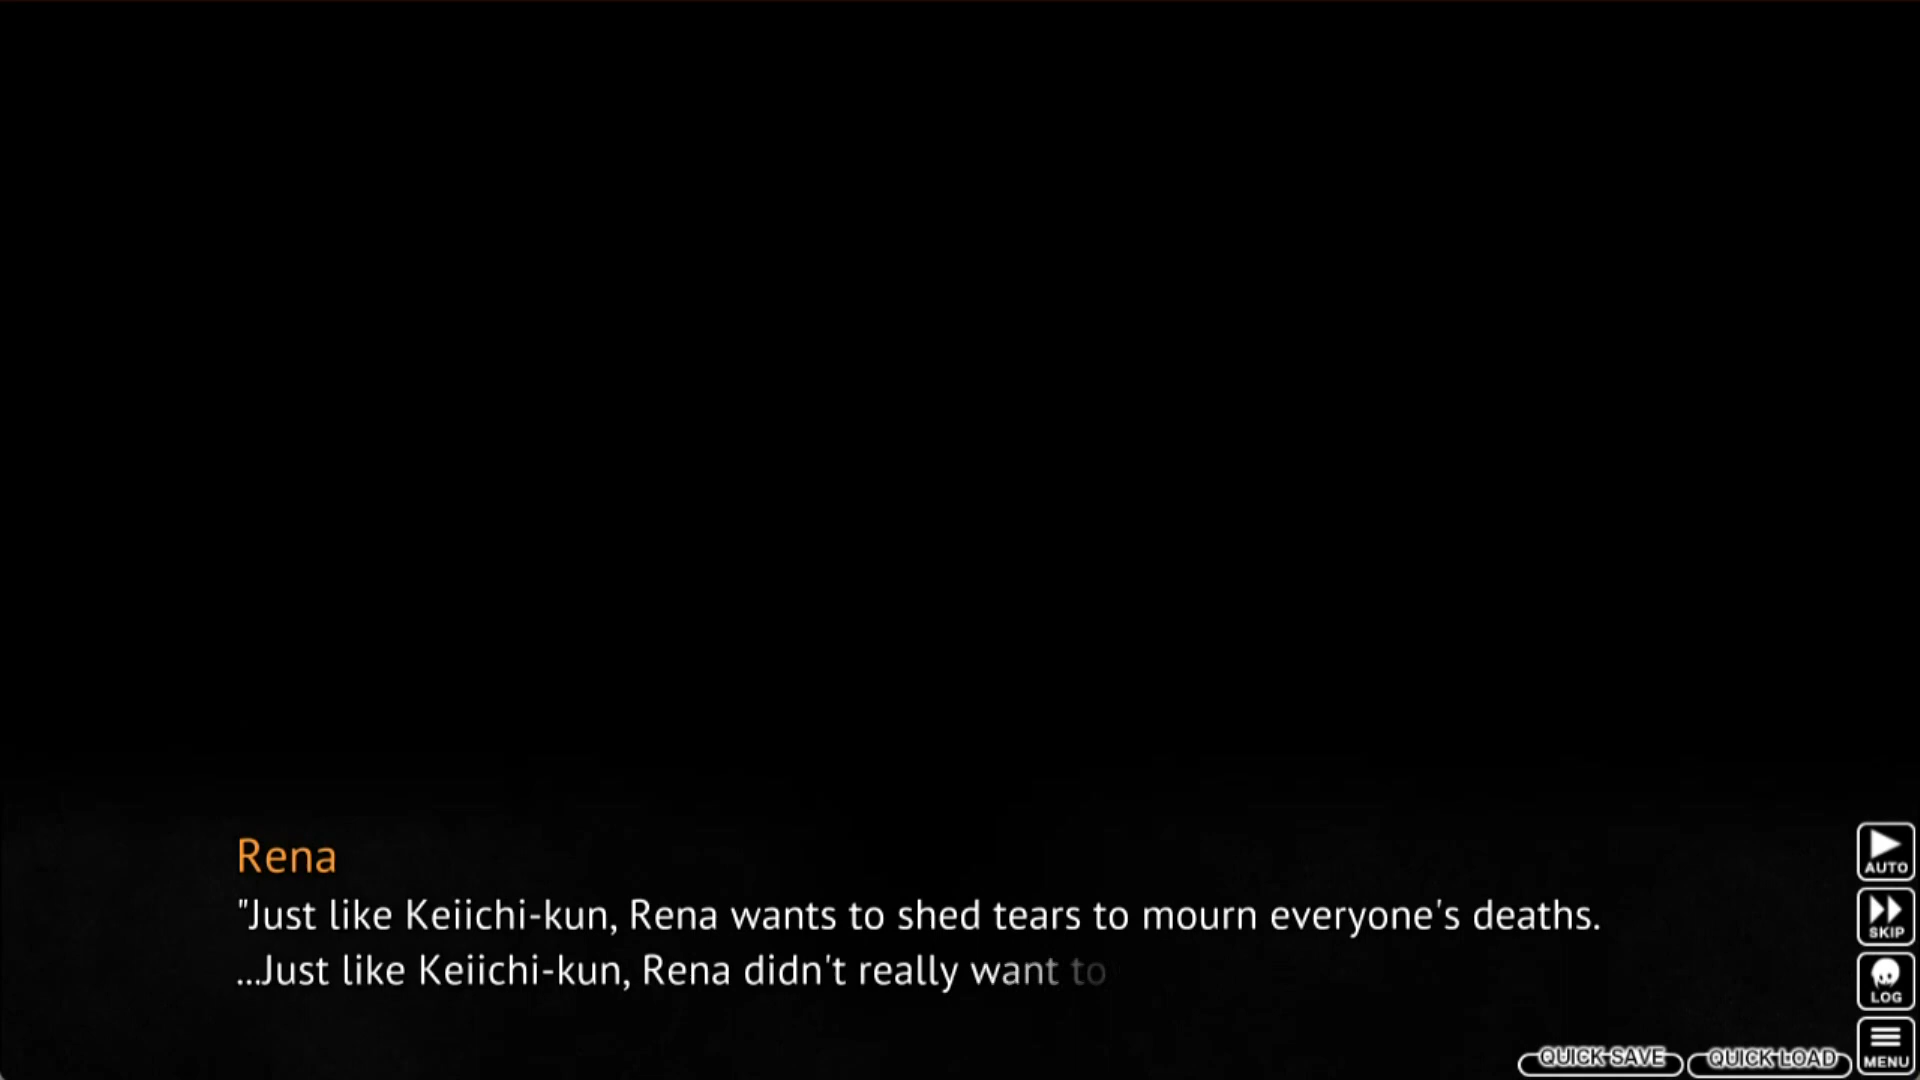 Rena
"Just like Keiichi-kun, Rena wants to shed tears to mourn everyone's deaths.
...Just like Keiichi-kun, Rena didn't really want to
AUTO
SKIP
LOG
MENU
QUICK SAVE
QUICK LOAD